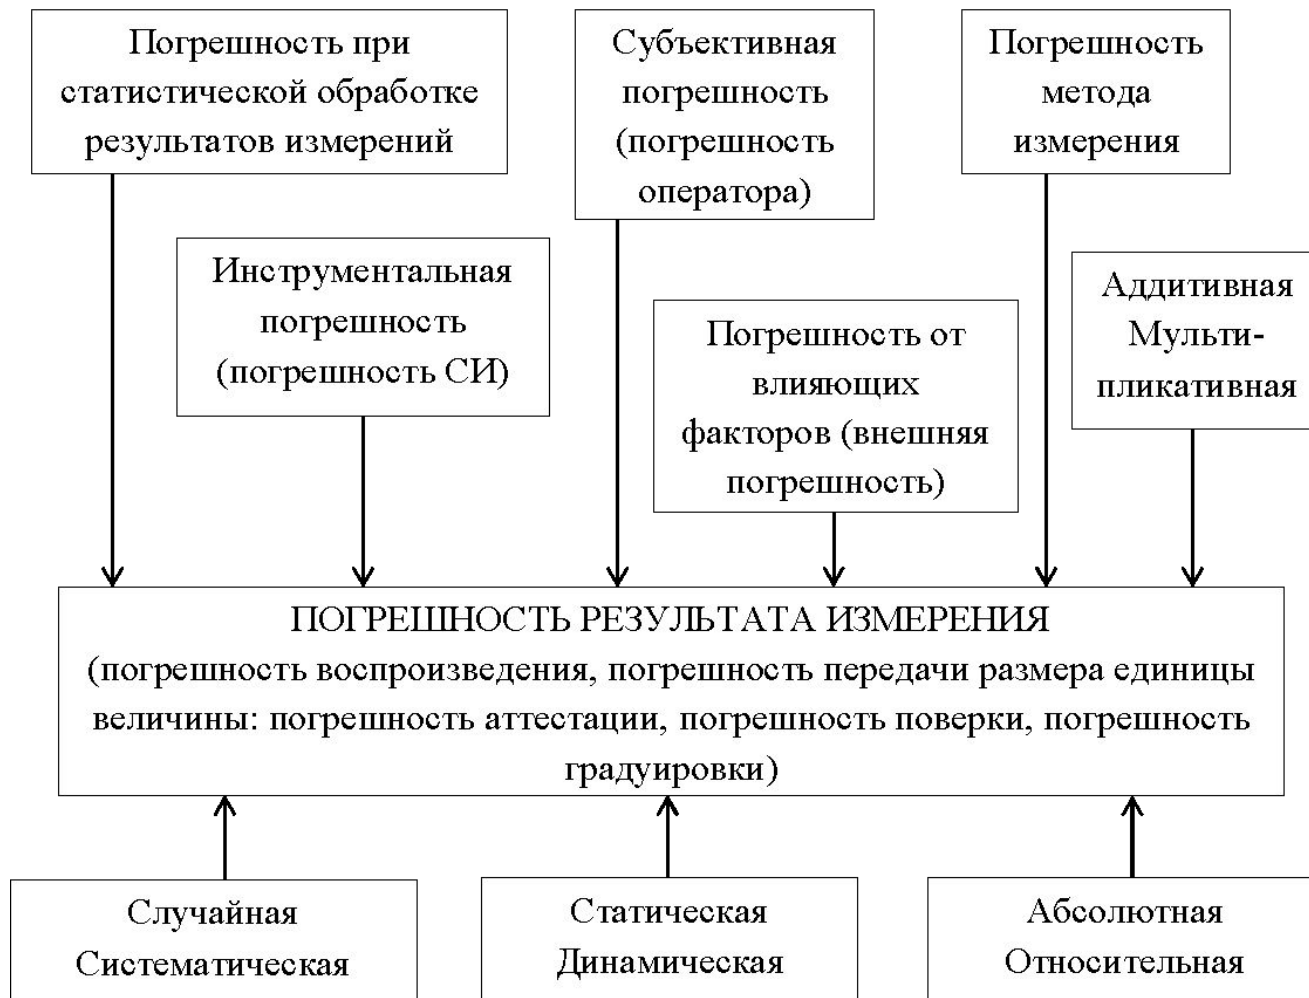 Погрешность при
статистической обработке
результатов измерений
Субъективная
погрешность
(погрешность
оператора)
Погрешность
метода
измерения
Инструментальная
погрешность
(погрешность СИ)
Погрешность от
влияющих
факторов (внешняя
погрешность)
Аддитивная
Мульти-
пликативная
ПОГРЕШНОСТЬ РЕЗУЛЬТАТА ИЗМЕРЕНИЯ
(погрешность воспроизведения, погрешность передачи размера единицы
величины: погрешность аттестации, погрешность поверки, погрешность
градуировки)
Случайная
Систематическая
Статическая
Динамическая
Абсолютная
Относительная